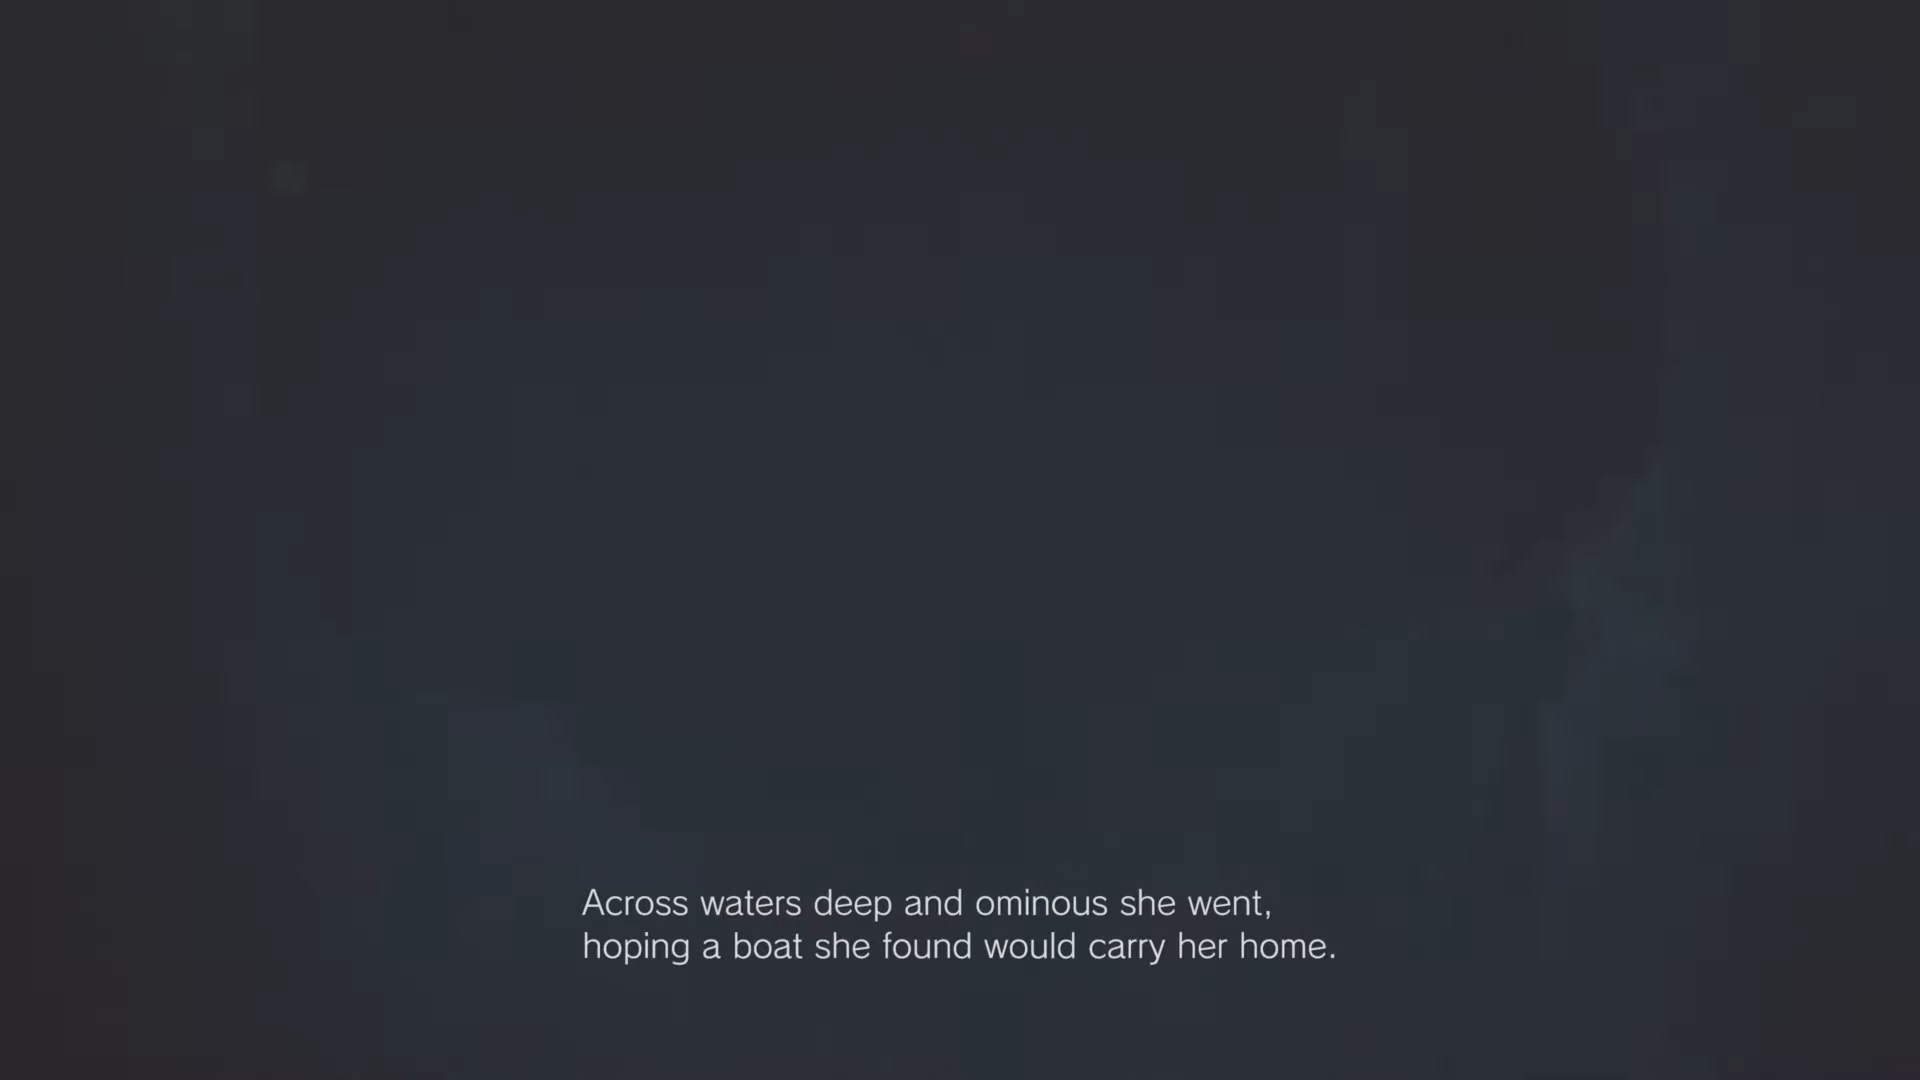 Across waters deep and ominous she went,
hoping a boat she found would carry her home.